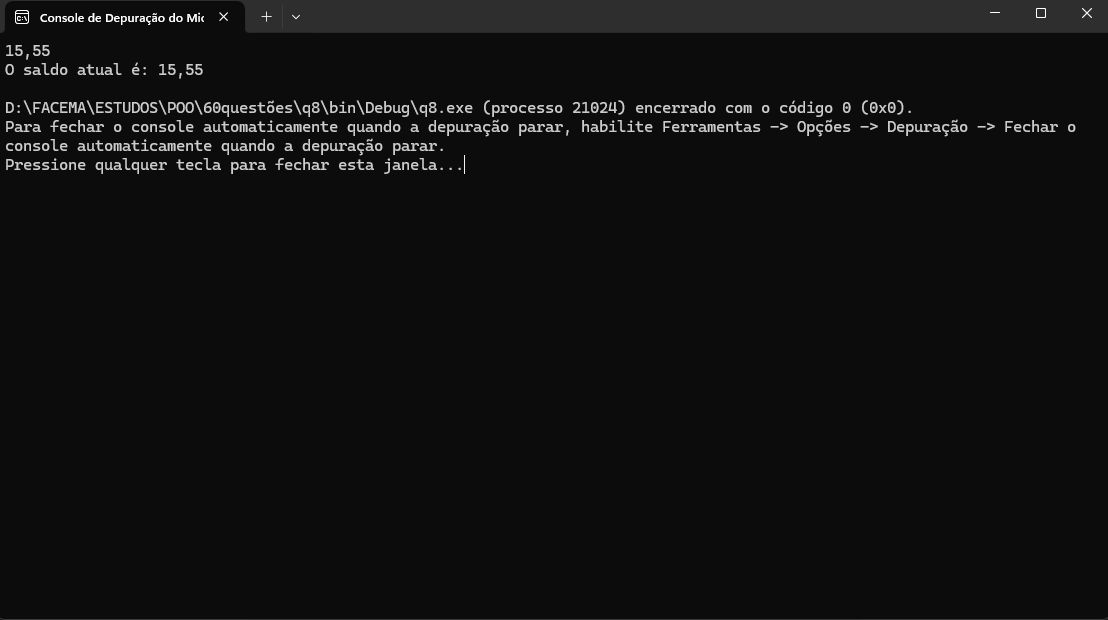 Console de Depuração do Mic
15,55
O saldo atual é: 15,55
D:\FACEMA\ESTUDOS\POO\60questões\q8\bin\Debug\q8.exe (processo 21024) encerrado com o código 0 (0x0).
Para fechar o console automaticamente quando a depuração parar, habilite Ferramentas -> Opções -> Depuração -> Fechar o
console automaticamente quando a depuração parar.
Pressione qualquer tecla para fechar esta janela...